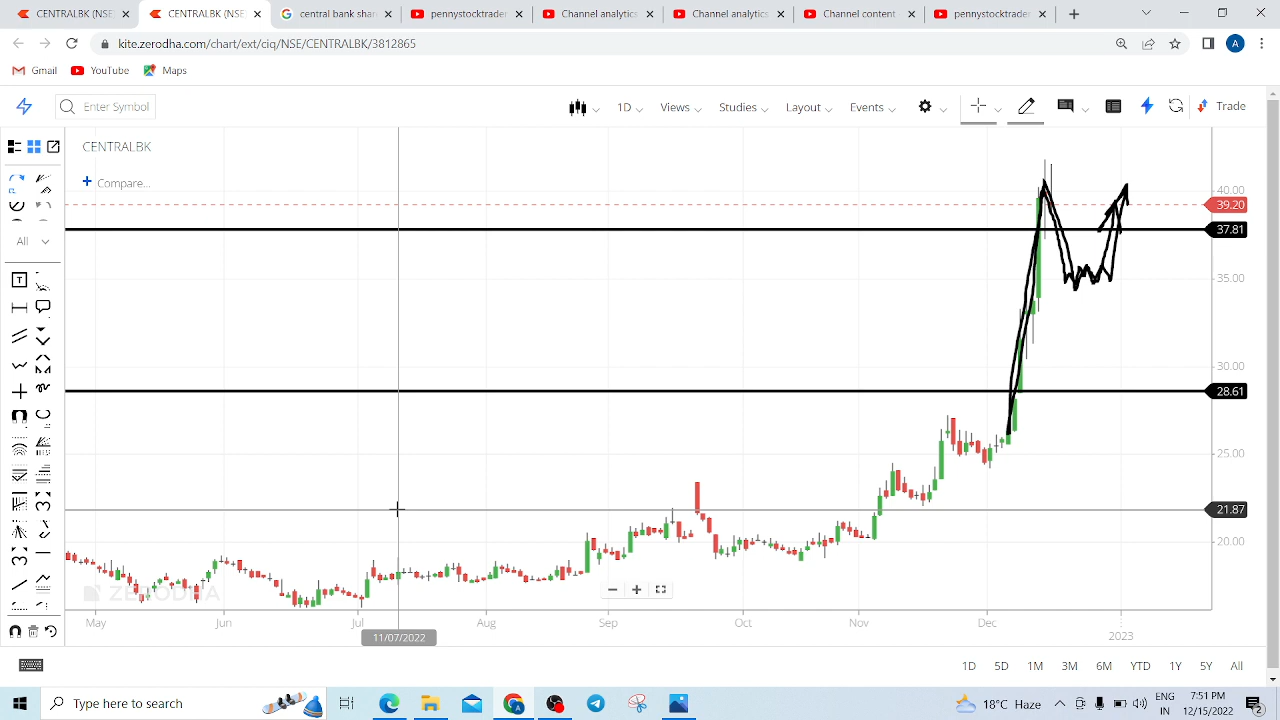 CENTRALBK (NSE
CENTRALBK (NSE
central bank shar
pennystocktrader
Channel analytics
Channel analytics
Channel content
pennystocktrader
kite.zerodha.com/chart/ext/ciq/NSE/CENTRALBK/3812865
A
Gmail YouTube Maps
Enter Symbol 1D Views Studies Layout Events Trade
CENTRALBK
Compare...
All
T
40.00
39.20
37.81
35.00
30.00
28.61
25.00
21.87
20.00
ZERODHA
May Jun Jul Aug Sep Oct Nov Dec 2023
11/07/2022
1D 5D 1M 3M 6M YTD 1Y 5Y All
Type here to search
18°C Haze
ENG
IN
7:51 PM
12/15/2022
2